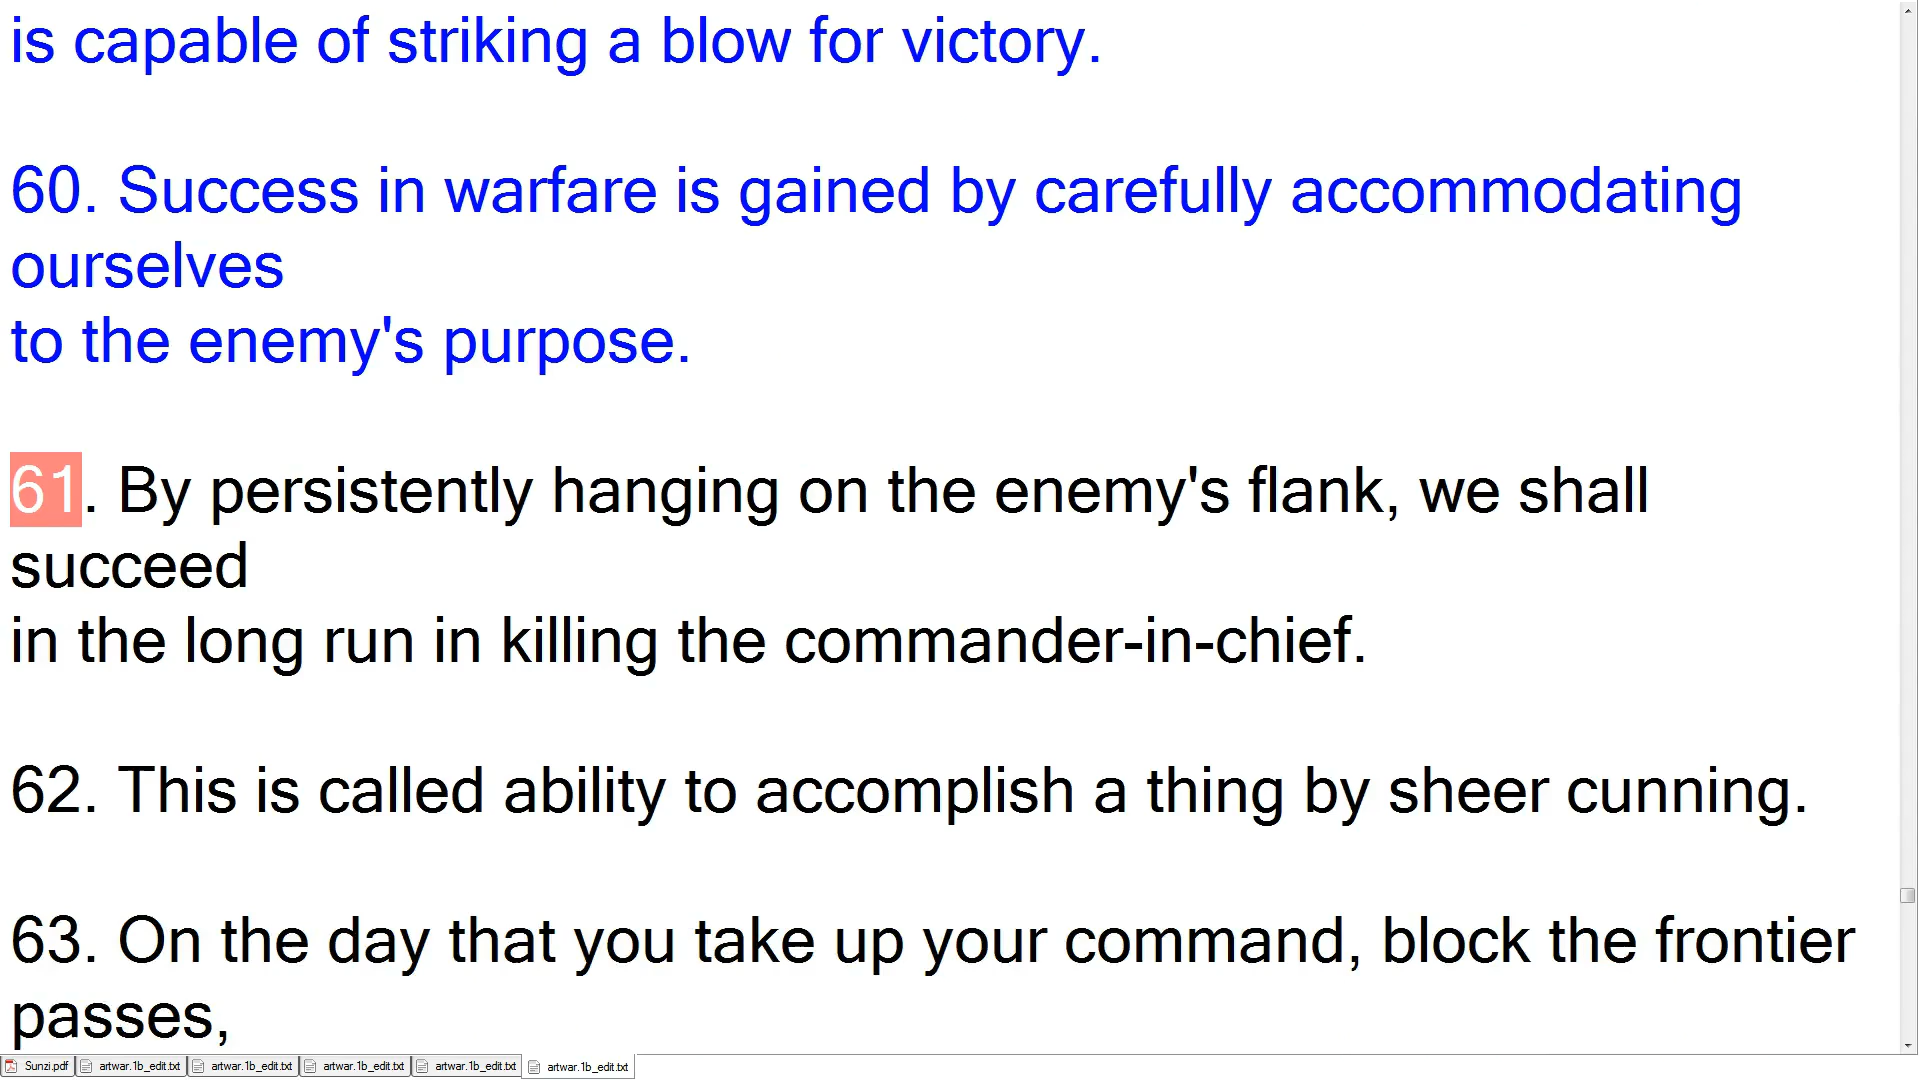 is capable of striking a blow for victory.
60. Success in warfare is gained by carefully accommodating
ourselves
to the enemy's purpose.
61. By persistently hanging on the enemy's flank, we shall
succeed
in the long run in killing the commander-in-chief.
62. This is called ability to accomplish a thing by sheer cunning.
63. On the day that you take up your command, block the frontier
passes,
Sunzi.pdf artwar.1b_edit.txt artwar.1b_edit.txt artwar.1b_edit.txt artwar.1b_edit.txt artwar.1b_edit.txt